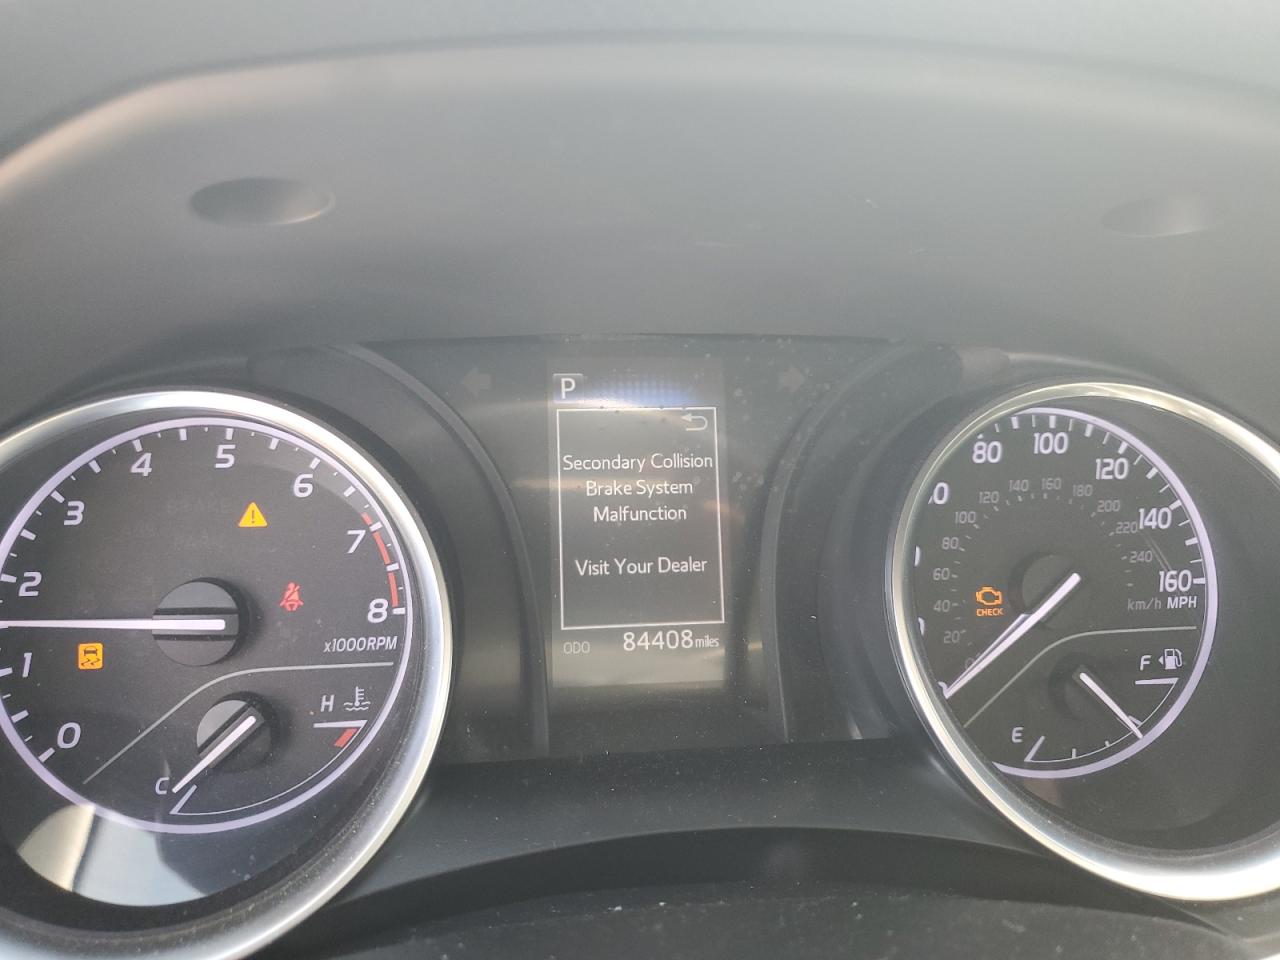 P
Secondary Collision
Brake System
Malfunction
Visit Your Dealer
ODO 84408 miles
0
1
2
3
4
5
6
7
8
x1000RPM
H
C
80
100
120
140
160
20
40
60
80
100
120
140
160
180
200
220
240
km/h MPH
CHECK
F
E